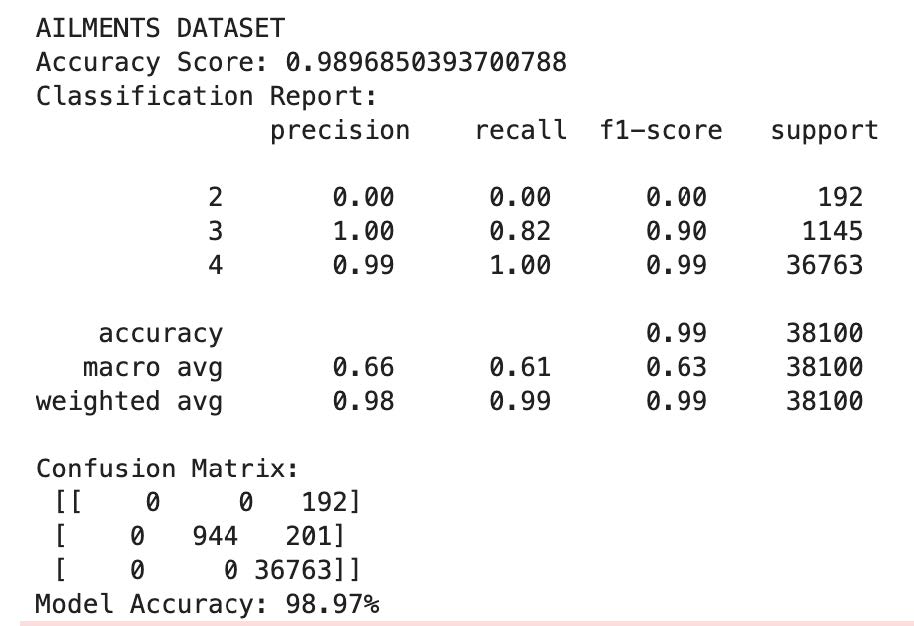 AILMENTS DATASET
Accuracy Score: 0.9896850393700788
Classification Report:
precision recall f1-score support
2 0.00 0.00 0.00 192
3 1.00 0.82 0.90 1145
4 0.99 1.00 0.99 36763
accuracy 0.99 38100
macro avg 0.66 0.61 0.63 38100
weighted avg 0.98 0.99 0.99 38100
Confusion Matrix:
[[ 0 0 192]
[ 0 944 201]
[ 0 0 36763]]
Model Accuracy: 98.97%